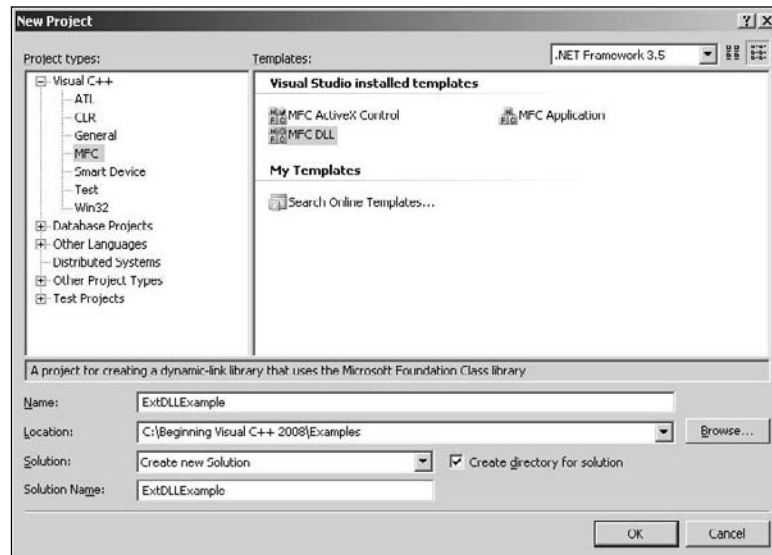 New Project
Project types:
Templates:
.NET Framework 3.5
Visual C++
ATL
CLR
General
MFC
Smart Device
Test
Win32
Database Projects
Other Languages
Distributed Systems
Other Project Types
Test Projects
Visual Studio installed templates
MFC ActiveX Control
MFC Application
MFC DLL
My Templates
Search Online Templates...
A project for creating a dynamic-link library that uses the Microsoft Foundation Class library
Name:
ExtDLLExample
Location:
C:\Beginning Visual C++ 2008\Examples
Browse...
Solution:
Create new Solution
Create directory for solution
Solution Name:
ExtDLLExample
OK
Cancel